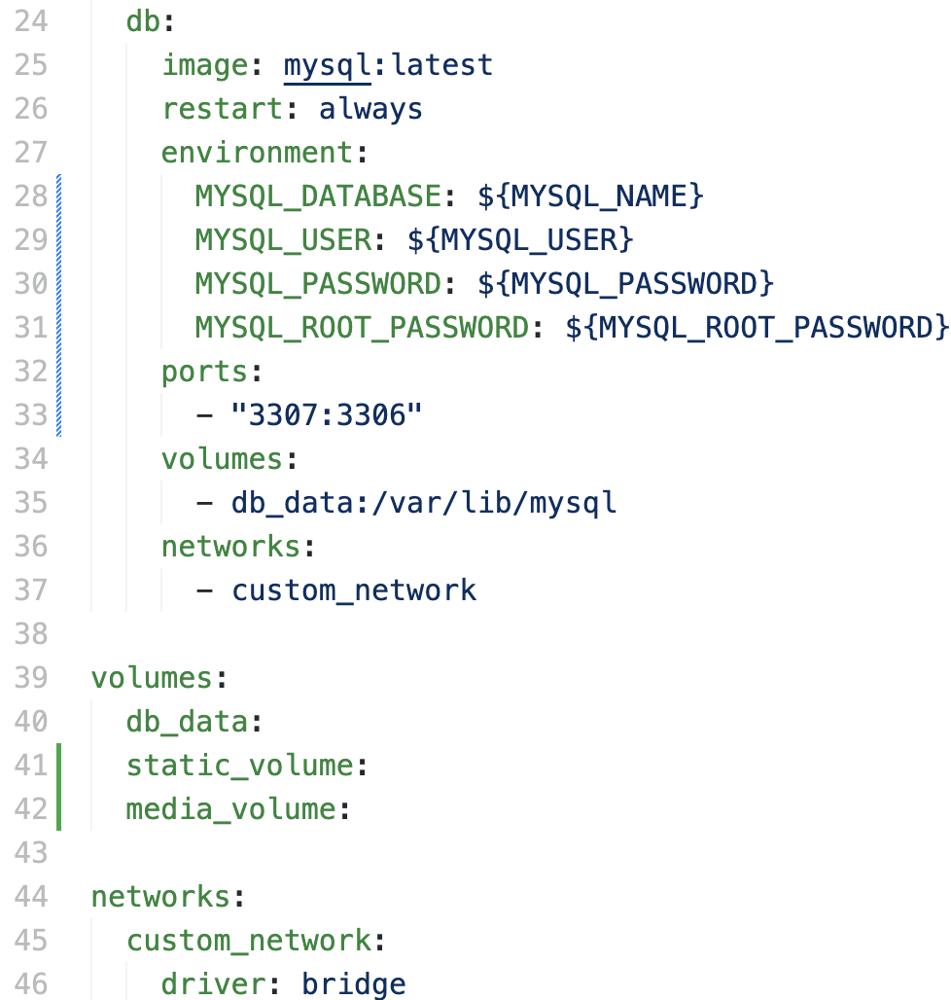 24 db:
25 image: mysql:latest
26 restart: always
27 environment:
28 MYSQL_DATABASE: ${MYSQL_NAME}
29 MYSQL_USER: ${MYSQL_USER}
30 MYSQL_PASSWORD: ${MYSQL_PASSWORD}
31 MYSQL_ROOT_PASSWORD: ${MYSQL_ROOT_PASSWORD}
32 ports:
33 - "3307:3306"
34 volumes:
35 - db_data:/var/lib/mysql
36 networks:
37 - custom_network
38
39 volumes:
40 db_data:
41 static_volume:
42 media_volume:
43
44 networks:
45 custom_network:
46 driver: bridge